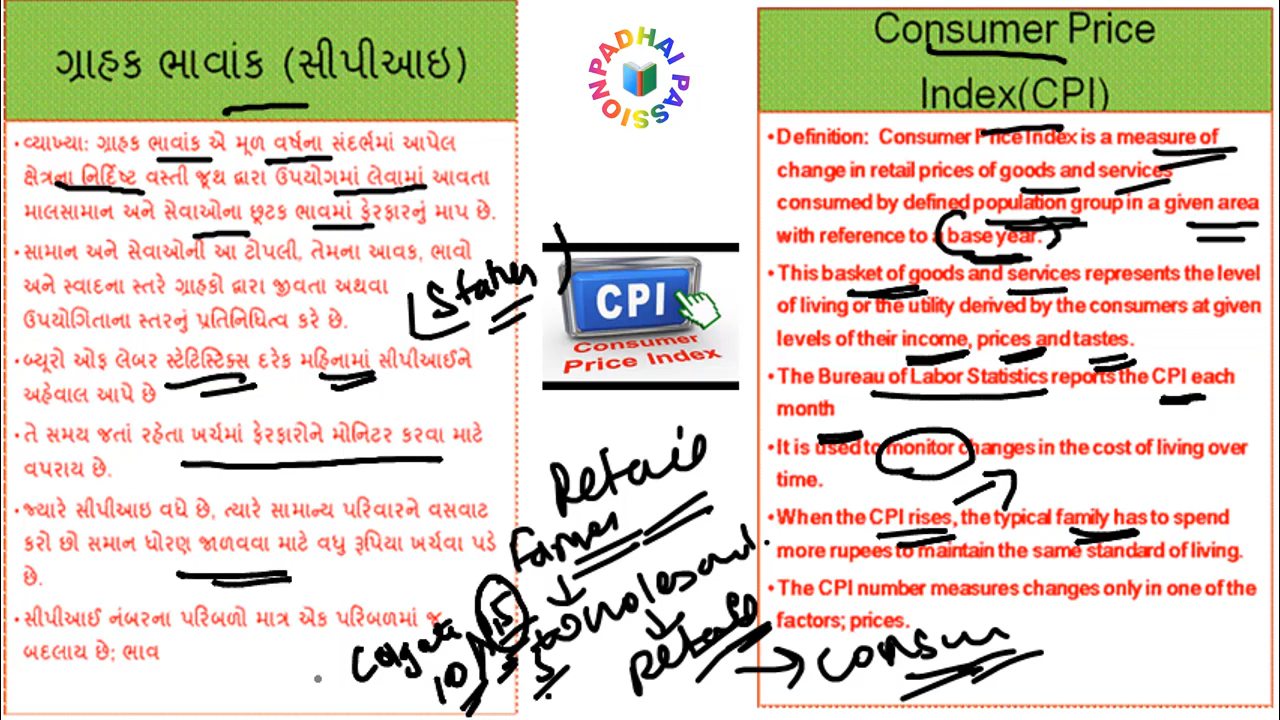 ગ્રાહક ભાવાંક (સીપીઆઇ)
• વ્યાખ્યા: ગ્રાહક ભાવાંક એ મૂળ વર્ષના સંદર્ભમાં આપેલ
ક્ષેત્રના નિર્દિષ્ટ વસ્તી જૂથ દ્વારા ઉપયોગમાં લેવામાં આવતા
માલસામાન અને સેવાઓના છૂટક ભાવમાં ફેરફારનું માપ છે.
• સામાન અને સેવાઓની આ ટોપલી, તેમના આવક, ભાવો
અને સ્વાદના સ્તરે ગ્રાહકો દ્વારા જીવતા અથવા
ઉપયોગિતાના સ્તરનું પ્રતિનિધિત્વ કરે છે.
• બ્યૂરો ઓફ લેબર સ્ટેટિસ્ટિક્સ દરેક મહિનામાં સીપીઆઈને
અહેવાલ આપે છે
• તે સમય જતાં રહેતા ખર્ચમાં ફેરફારોને મોનિટર કરવા માટે
વપરાય છે.
• જ્યારે સીપીઆઇ વધે છે, ત્યારે સામાન્ય પરિવારને વસવાટ
કરો છો સમાન ધોરણ જાળવવા માટે વધુ રૂપિયા ખર્ચવા પડે
છે.
• સીપીઆઈ નંબરના પરિબળો માત્ર એક પરિબળમાં જ
બદલાય છે; ભાવ
PADHAI PASSION
States
CPI
Consumer
Price Index
Retail
Farmer
Colgate
10
15
5
5
Retail
Consum
Consumer Price
Index(CPI)
• Definition: Consumer Price Index is a measure of
change in retail prices of goods and services
consumed by defined population group in a given area
with reference to a base year.
• This basket of goods and services represents the level
of living or the utility derived by the consumers at given
levels of their income, prices and tastes.
• The Bureau of Labor Statistics reports the CPI each
month
• It is used to monitor changes in the cost of living over
time.
• When the CPI rises, the typical family has to spend
more rupees to maintain the same standard of living.
• The CPI number measures changes only in one of the
factors; prices.